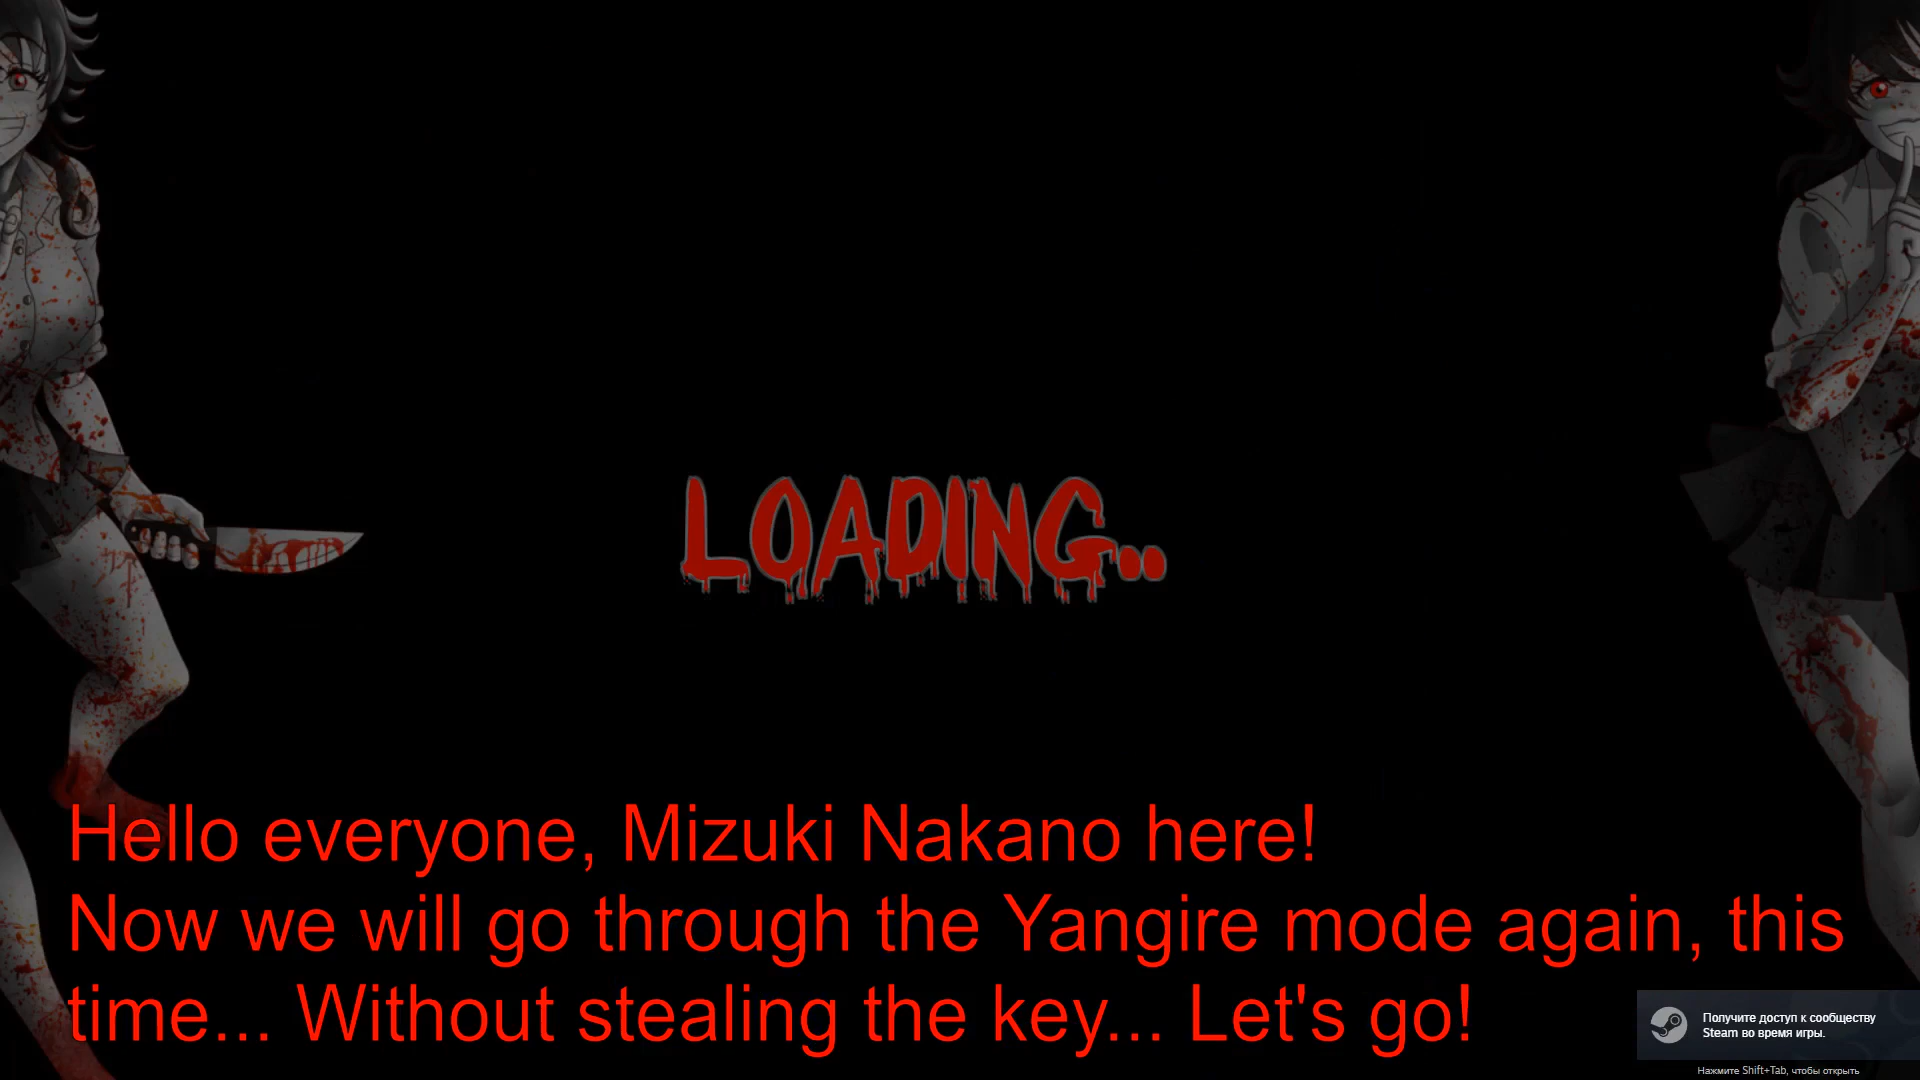 LOADING..
Hello everyone, Mizuki Nakano here!
Now we will go through the Yangire mode again, this
time... Without stealing the key... Let's go!
Получите доступ к сообществу
Steam во время игры.
Нажмите Shift+Tab, чтобы открыть